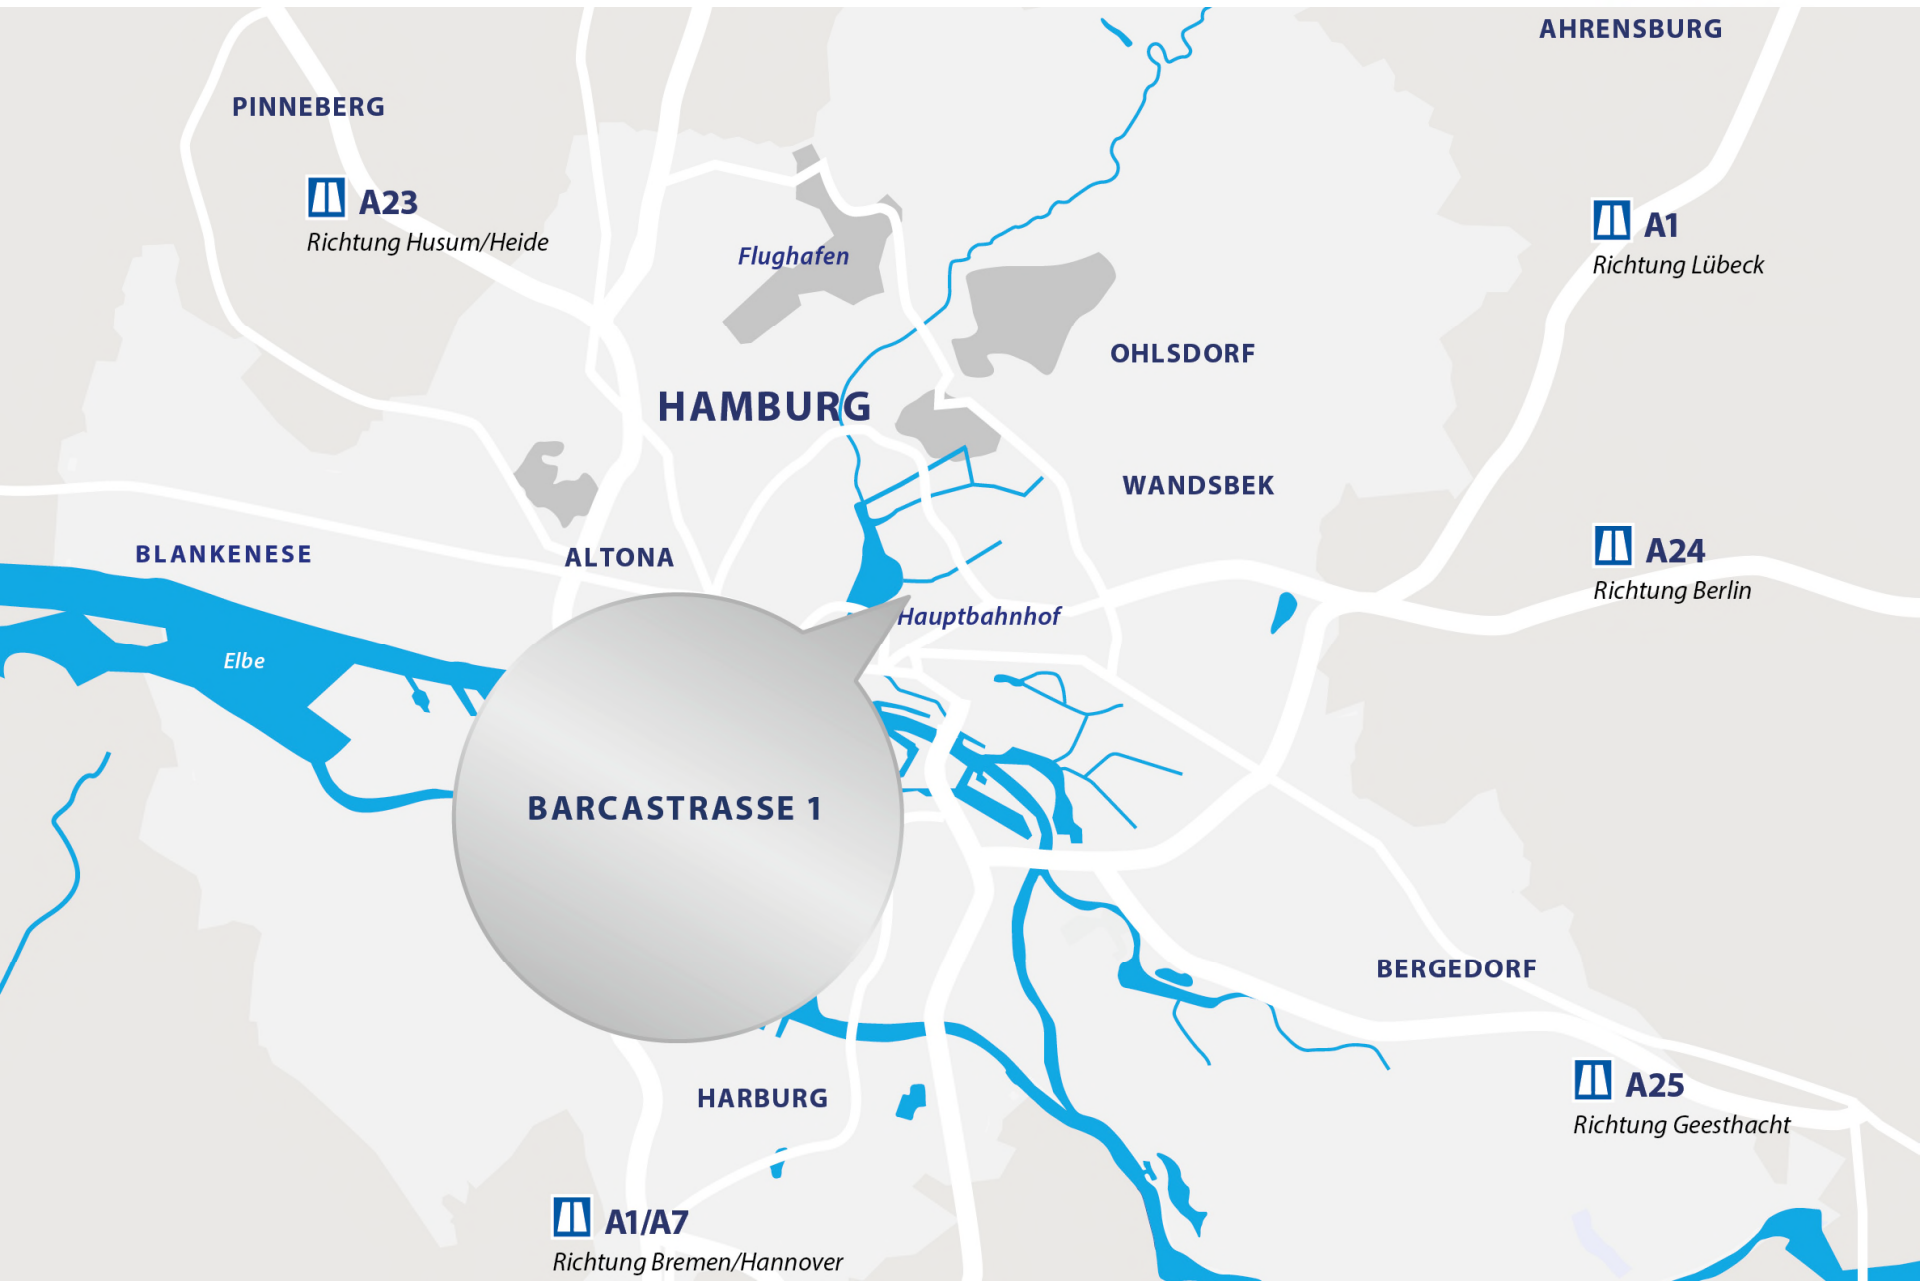 AHRENSBURG
PINNEBERG
A23
Richtung Husum/Heide
A1
Richtung Lübeck
Flughafen
OHLSDORF
HAMBURG
WANDSBEK
BLANKENESE
ALTONA
A24
Richtung Berlin
Hauptbahnhof
Elbe
BARCASTRASSE 1
BERGEDORF
A25
Richtung Geesthacht
HARBURG
A1/A7
Richtung Bremen/Hannover